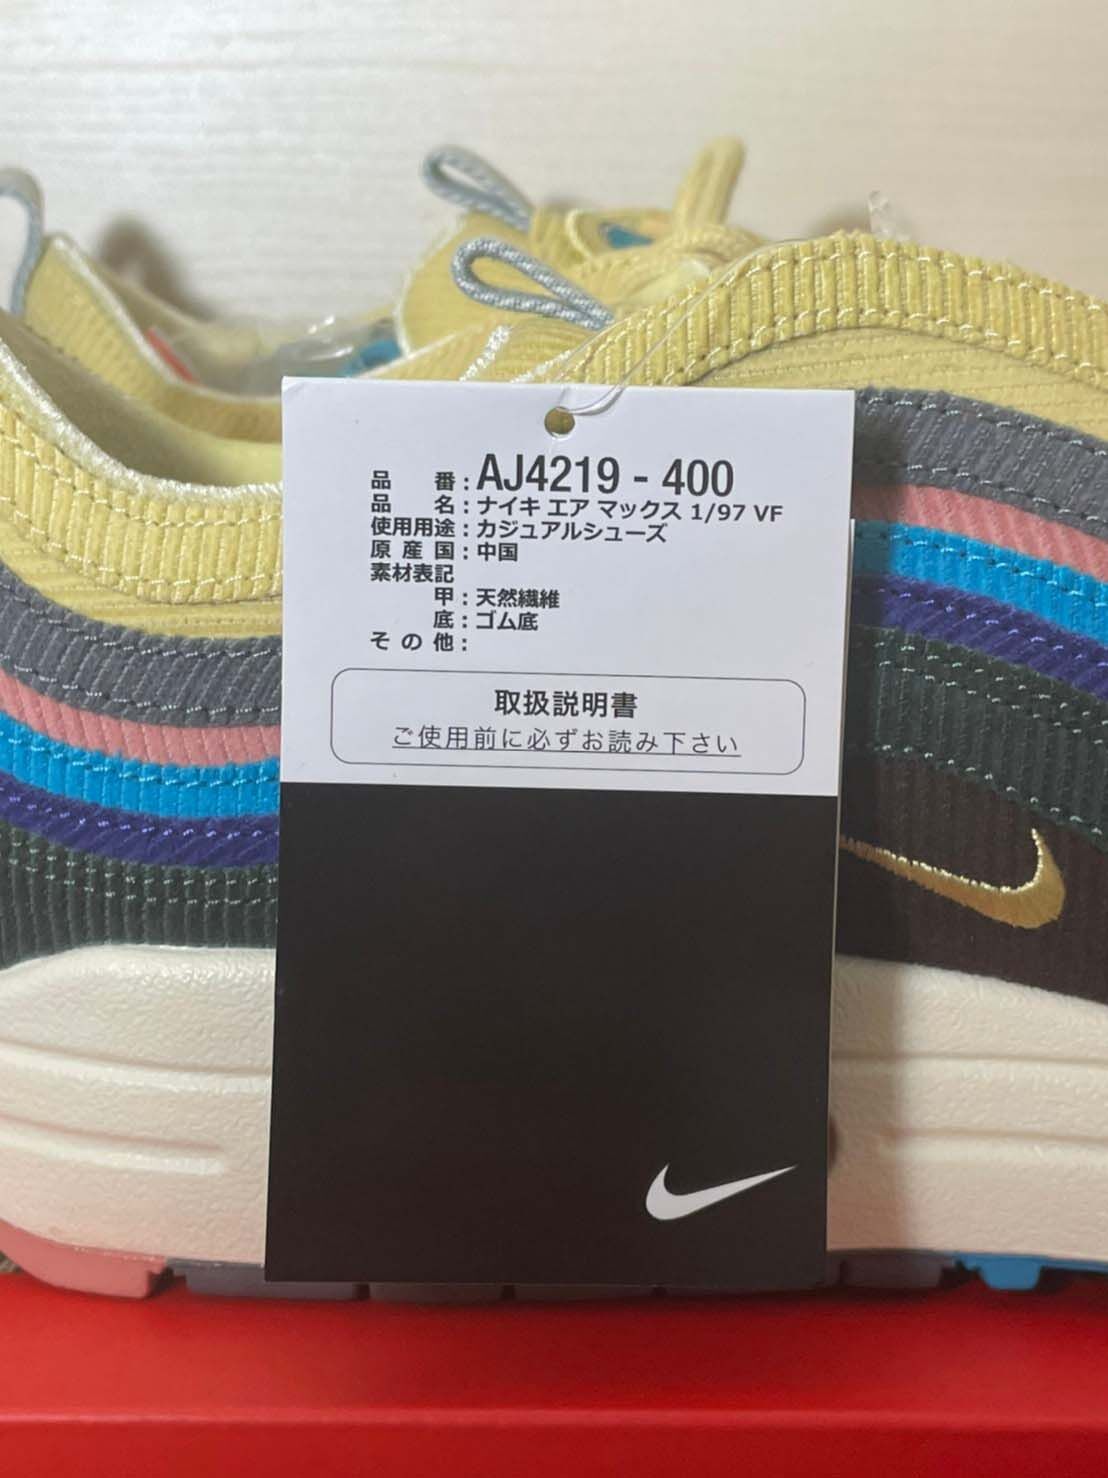 品番：AJ4219 - 400
品名：ナイキ エア マックス 1/97 VF
使用用途：カジュアルシューズ
原産国：中国
素材表記
甲：天然繊維
底：ゴム底
その他：
取扱説明書
ご使用前に必ずお読み下さい